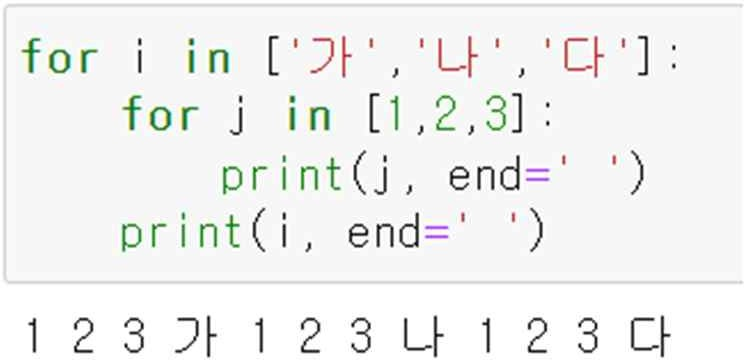 for i in ['가','나','다']:
    for j in [1,2,3]:
        print(j, end=' ')
    print(i, end=' ')
1 2 3 가 1 2 3 나 1 2 3 다